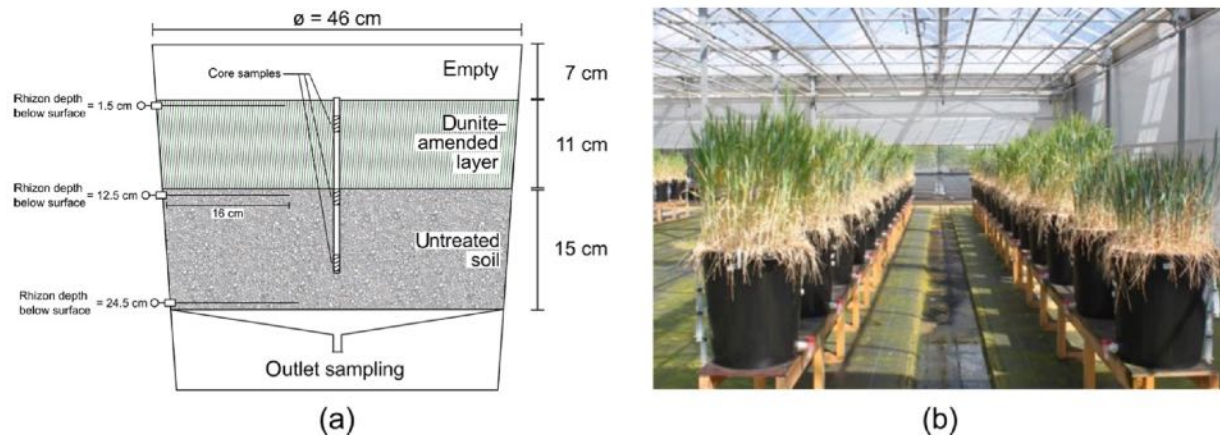 ø = 46 cm
Empty
7 cm
Core samples
Rhizon depth
below surface
= 1.5 cm
Dunite–
amended
layer
11 cm
Rhizon depth
below surface
= 12.5 cm
16 cm
Untreated
soil
15 cm
Rhizon depth
below surface
= 24.5 cm
Outlet sampling
(a)
(b)